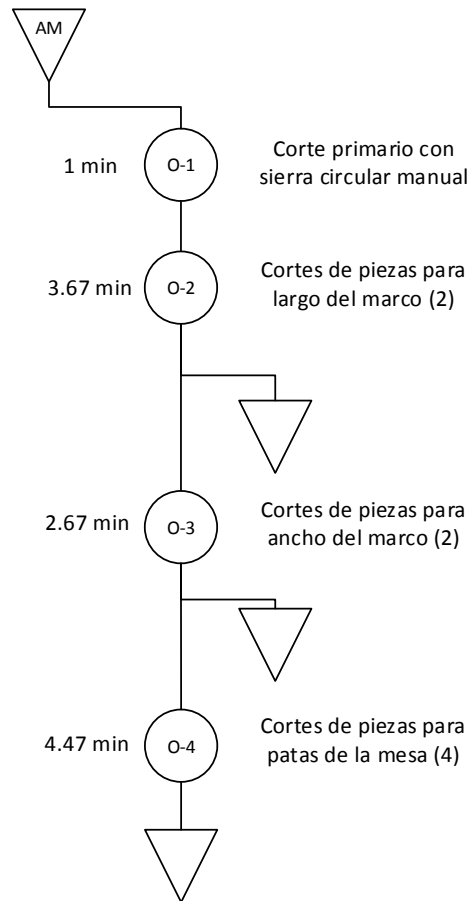 AM
1 min
O-1
Corte primario con
sierra circular manual
3.67 min
O-2
Cortes de piezas para
largo del marco (2)
2.67 min
O-3
Cortes de piezas para
ancho del marco (2)
4.47 min
O-4
Cortes de piezas para
patas de la mesa (4)